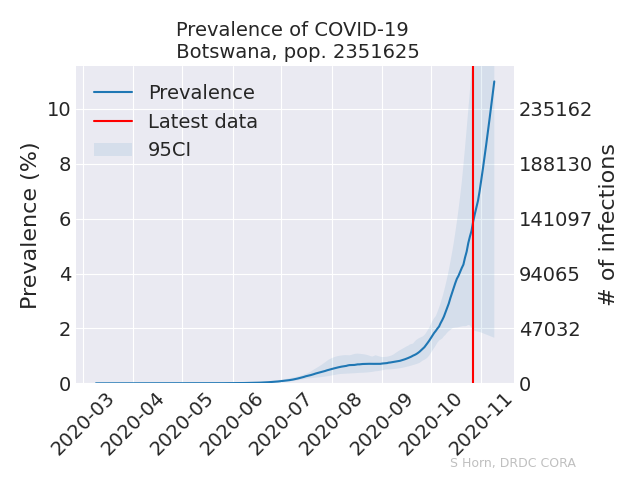 Prevalence of COVID-19
Botswana, pop. 2351625
Prevalence
Latest data
95CI
Prevalence (%)
10
8
6
4
2
0
235162
188130
141097
94065
47032
0
# of infections
2020-03
2020-04
2020-05
2020-06
2020-07
2020-08
2020-09
2020-10
2020-11
S Horn, DRDC CORA